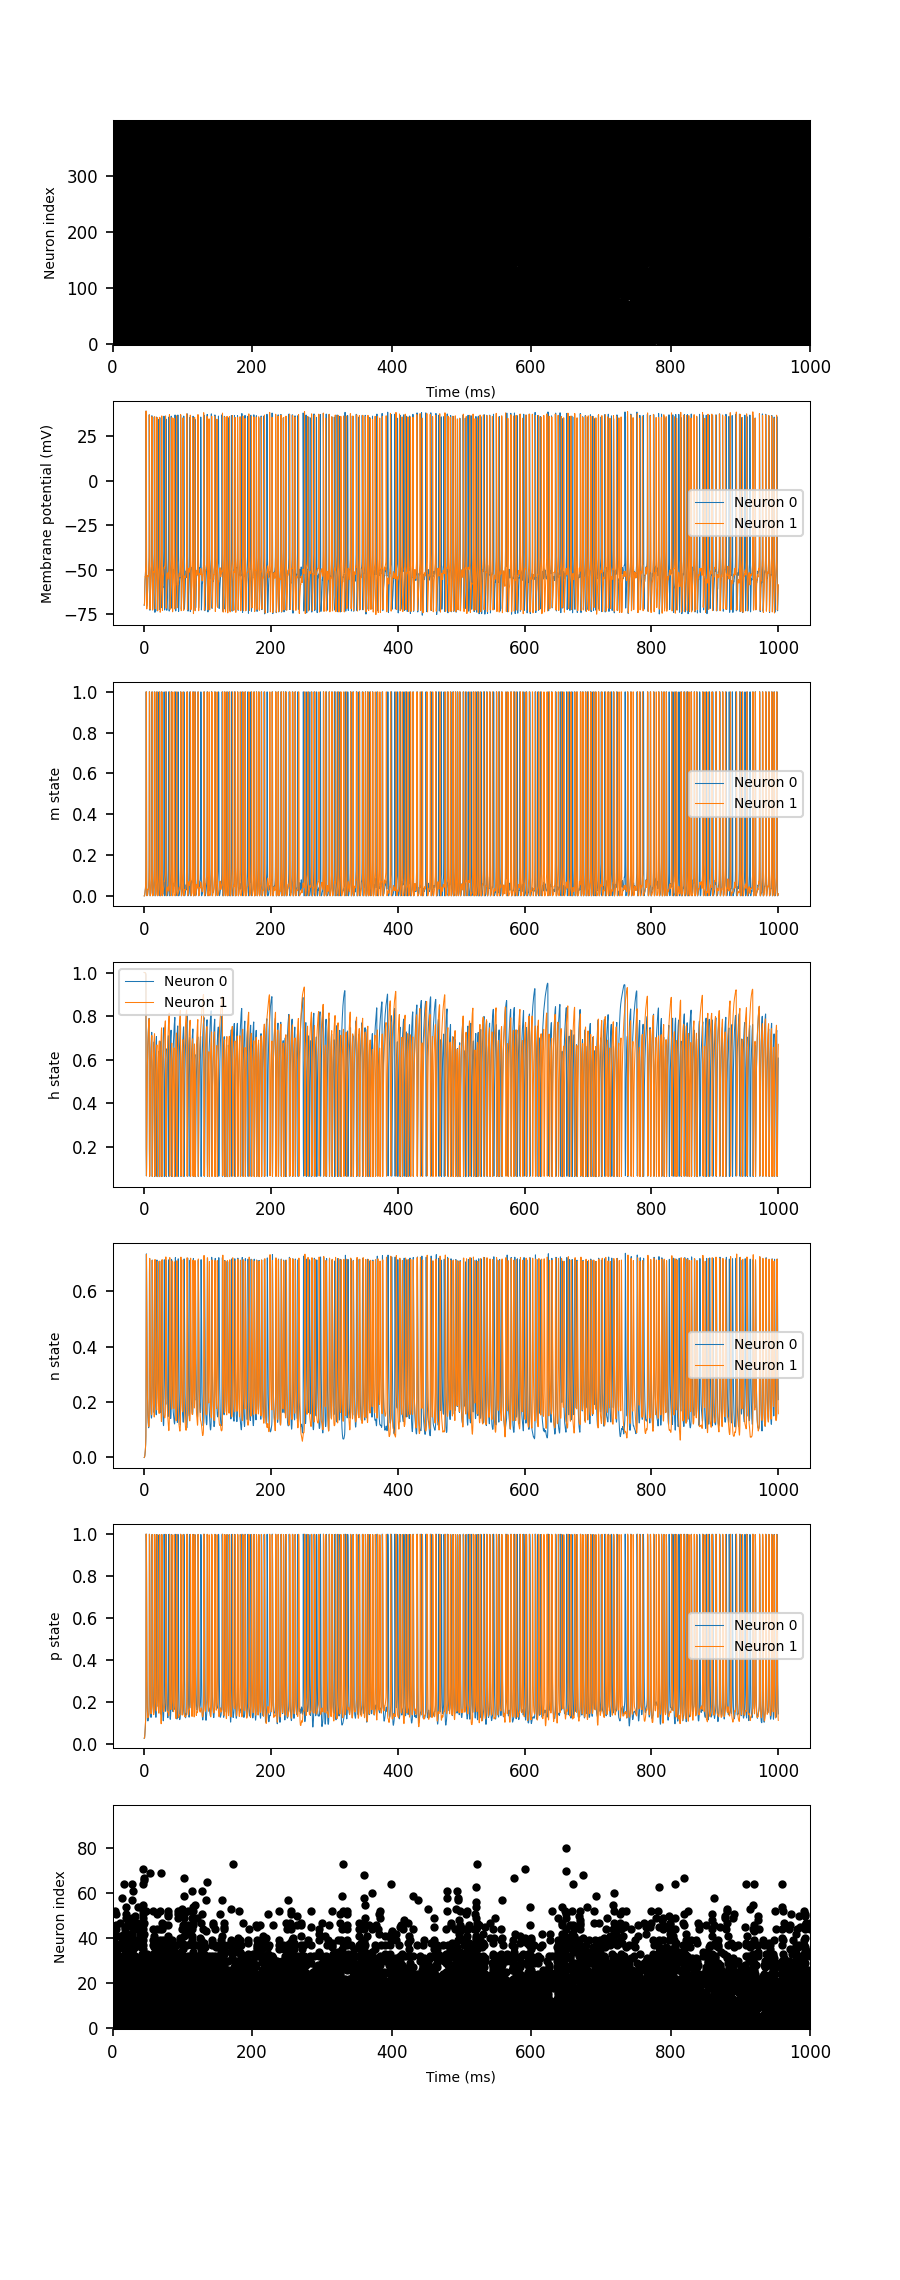 Neuron index
300
200
100
0
0 200 400 600 800 1000
Time (ms)
Membrane potential (mV)
25
0
−25
−50
−75
Neuron 0
Neuron 1
0 200 400 600 800 1000
m state
1.0
0.8
0.6
0.4
0.2
0.0
Neuron 0
Neuron 1
0 200 400 600 800 1000
h state
1.0
0.8
0.6
0.4
0.2
Neuron 0
Neuron 1
0 200 400 600 800 1000
n state
0.6
0.4
0.2
0.0
Neuron 0
Neuron 1
0 200 400 600 800 1000
p state
1.0
0.8
0.6
0.4
0.2
0.0
Neuron 0
Neuron 1
0 200 400 600 800 1000
Neuron index
80
60
40
20
0
0 200 400 600 800 1000
Time (ms)